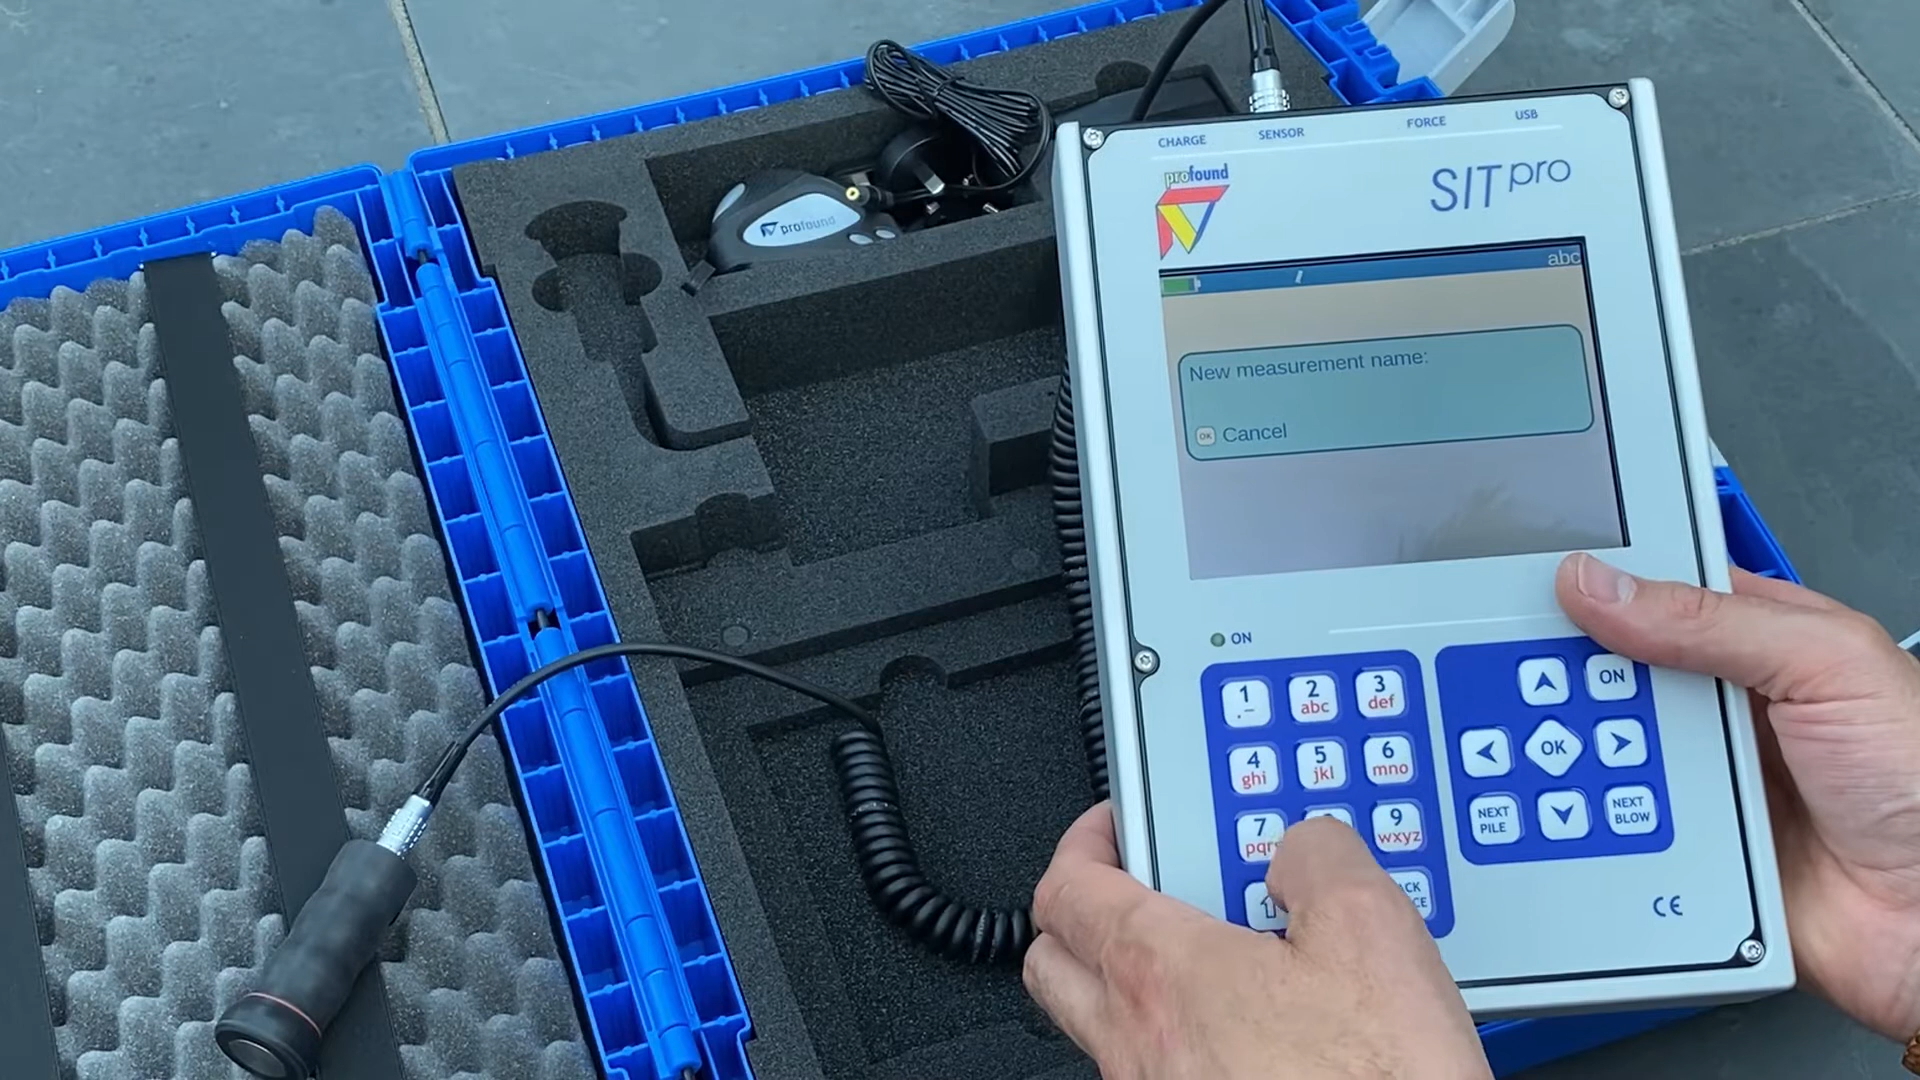 CHARGE
SENSOR
FORCE
USB
profound
SIT pro
profound
abc
New measurement name:
OK Cancel
ON
1
.–
2
abc
3
def
4
ghi
5
jkl
6
mno
7
9
wxyz
ON
OK
NEXT
PILE
NEXT
BLOW
CE